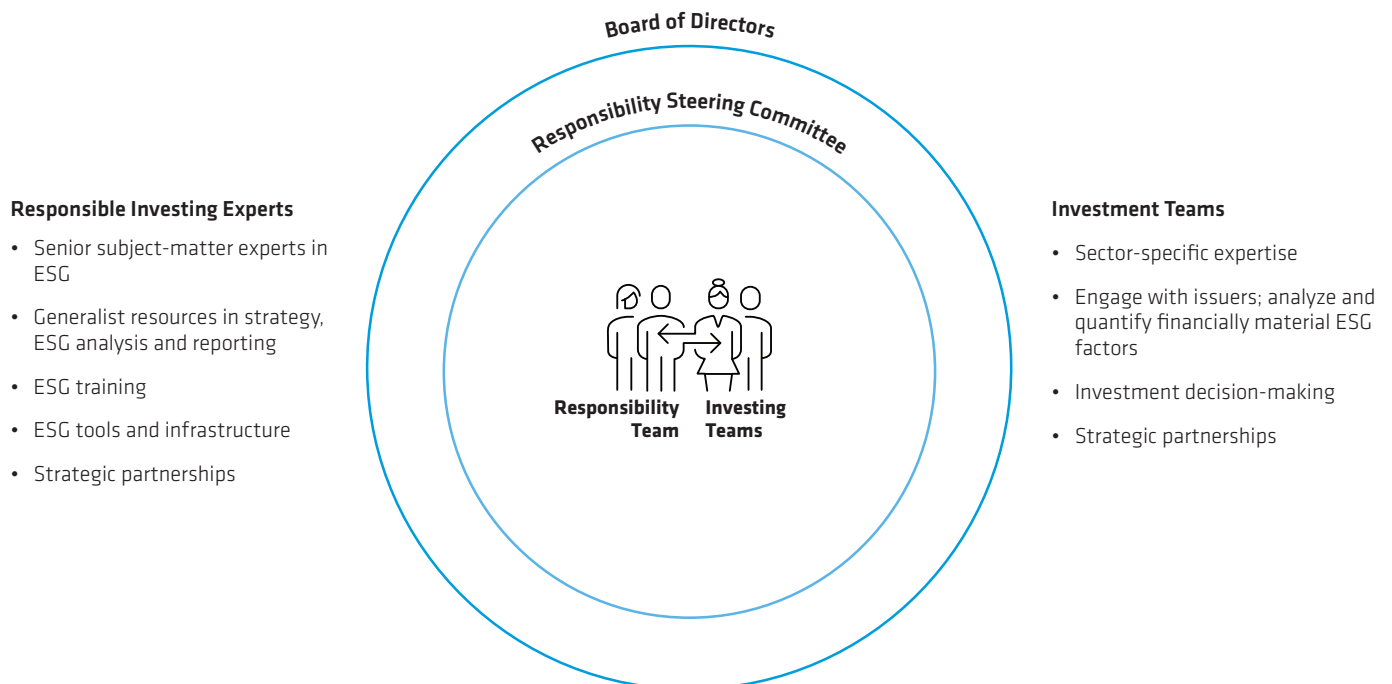 Board of Directors
Responsibility Steering Committee
Responsible Investing Experts
• Senior subject-matter experts in
ESG
• Generalist resources in strategy,
ESG analysis and reporting
• ESG training
• ESG tools and infrastructure
• Strategic partnerships
Responsibility
Team
Investing
Teams
Investment Teams
• Sector-specific expertise
• Engage with issuers; analyze and
quantify financially material ESG
factors
• Investment decision-making
• Strategic partnerships